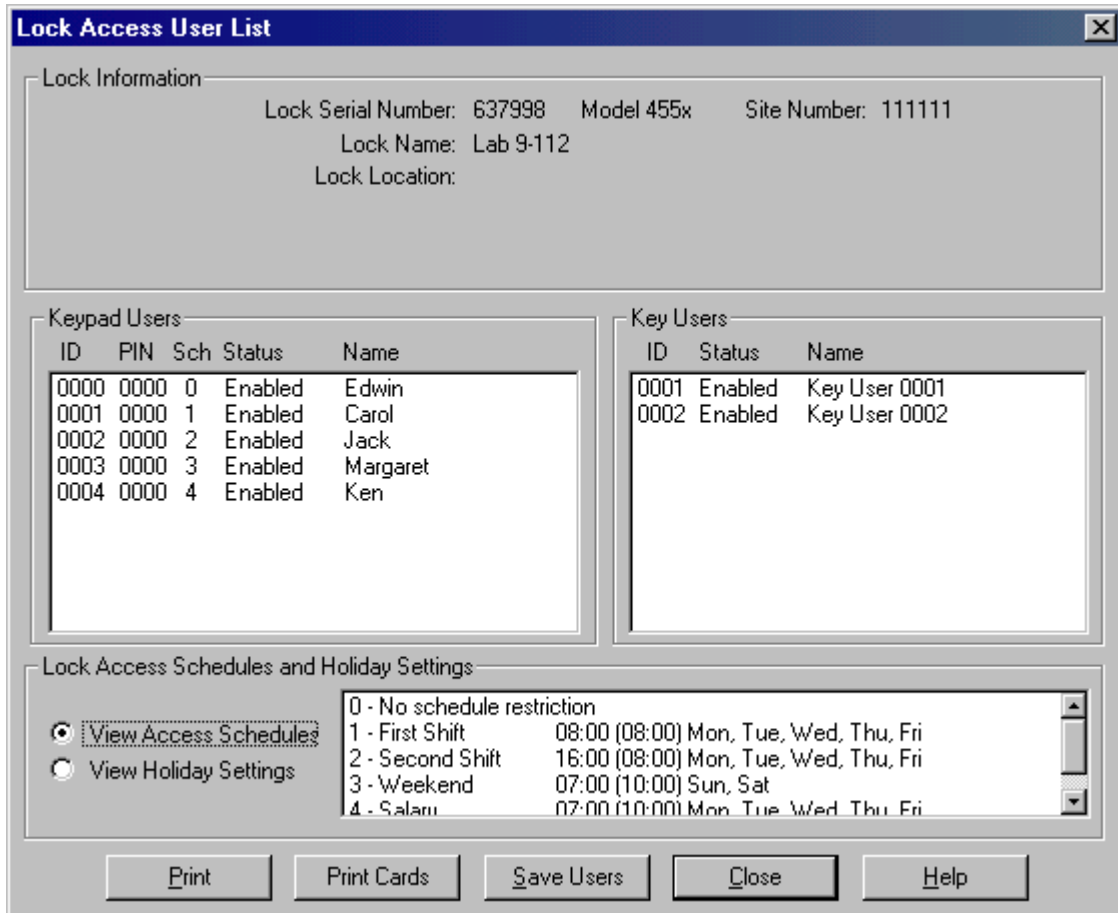 Lock Access User List
Lock Information
Lock Serial Number: 637998 Model 455x Site Number: 111111
Lock Name: Lab 9-112
Lock Location:
Keypad Users
ID PIN Sch Status Name
0000 0000 0 Enabled Edwin
0001 0000 1 Enabled Carol
0002 0000 2 Enabled Jack
0003 0000 3 Enabled Margaret
0004 0000 4 Enabled Ken
Key Users
ID Status Name
0001 Enabled Key User 0001
0002 Enabled Key User 0002
Lock Access Schedules and Holiday Settings
View Access Schedules
View Holiday Settings
0 - No schedule restriction
1 - First Shift 08:00 (08:00) Mon, Tue, Wed, Thu, Fri
2 - Second Shift 16:00 (08:00) Mon, Tue, Wed, Thu, Fri
3 - Weekend 07:00 (10:00) Sun, Sat
4 - Salary 07:00 (10:00) Mon, Tue, Wed, Thu, Fri
Print
Print Cards
Save Users
Close
Help